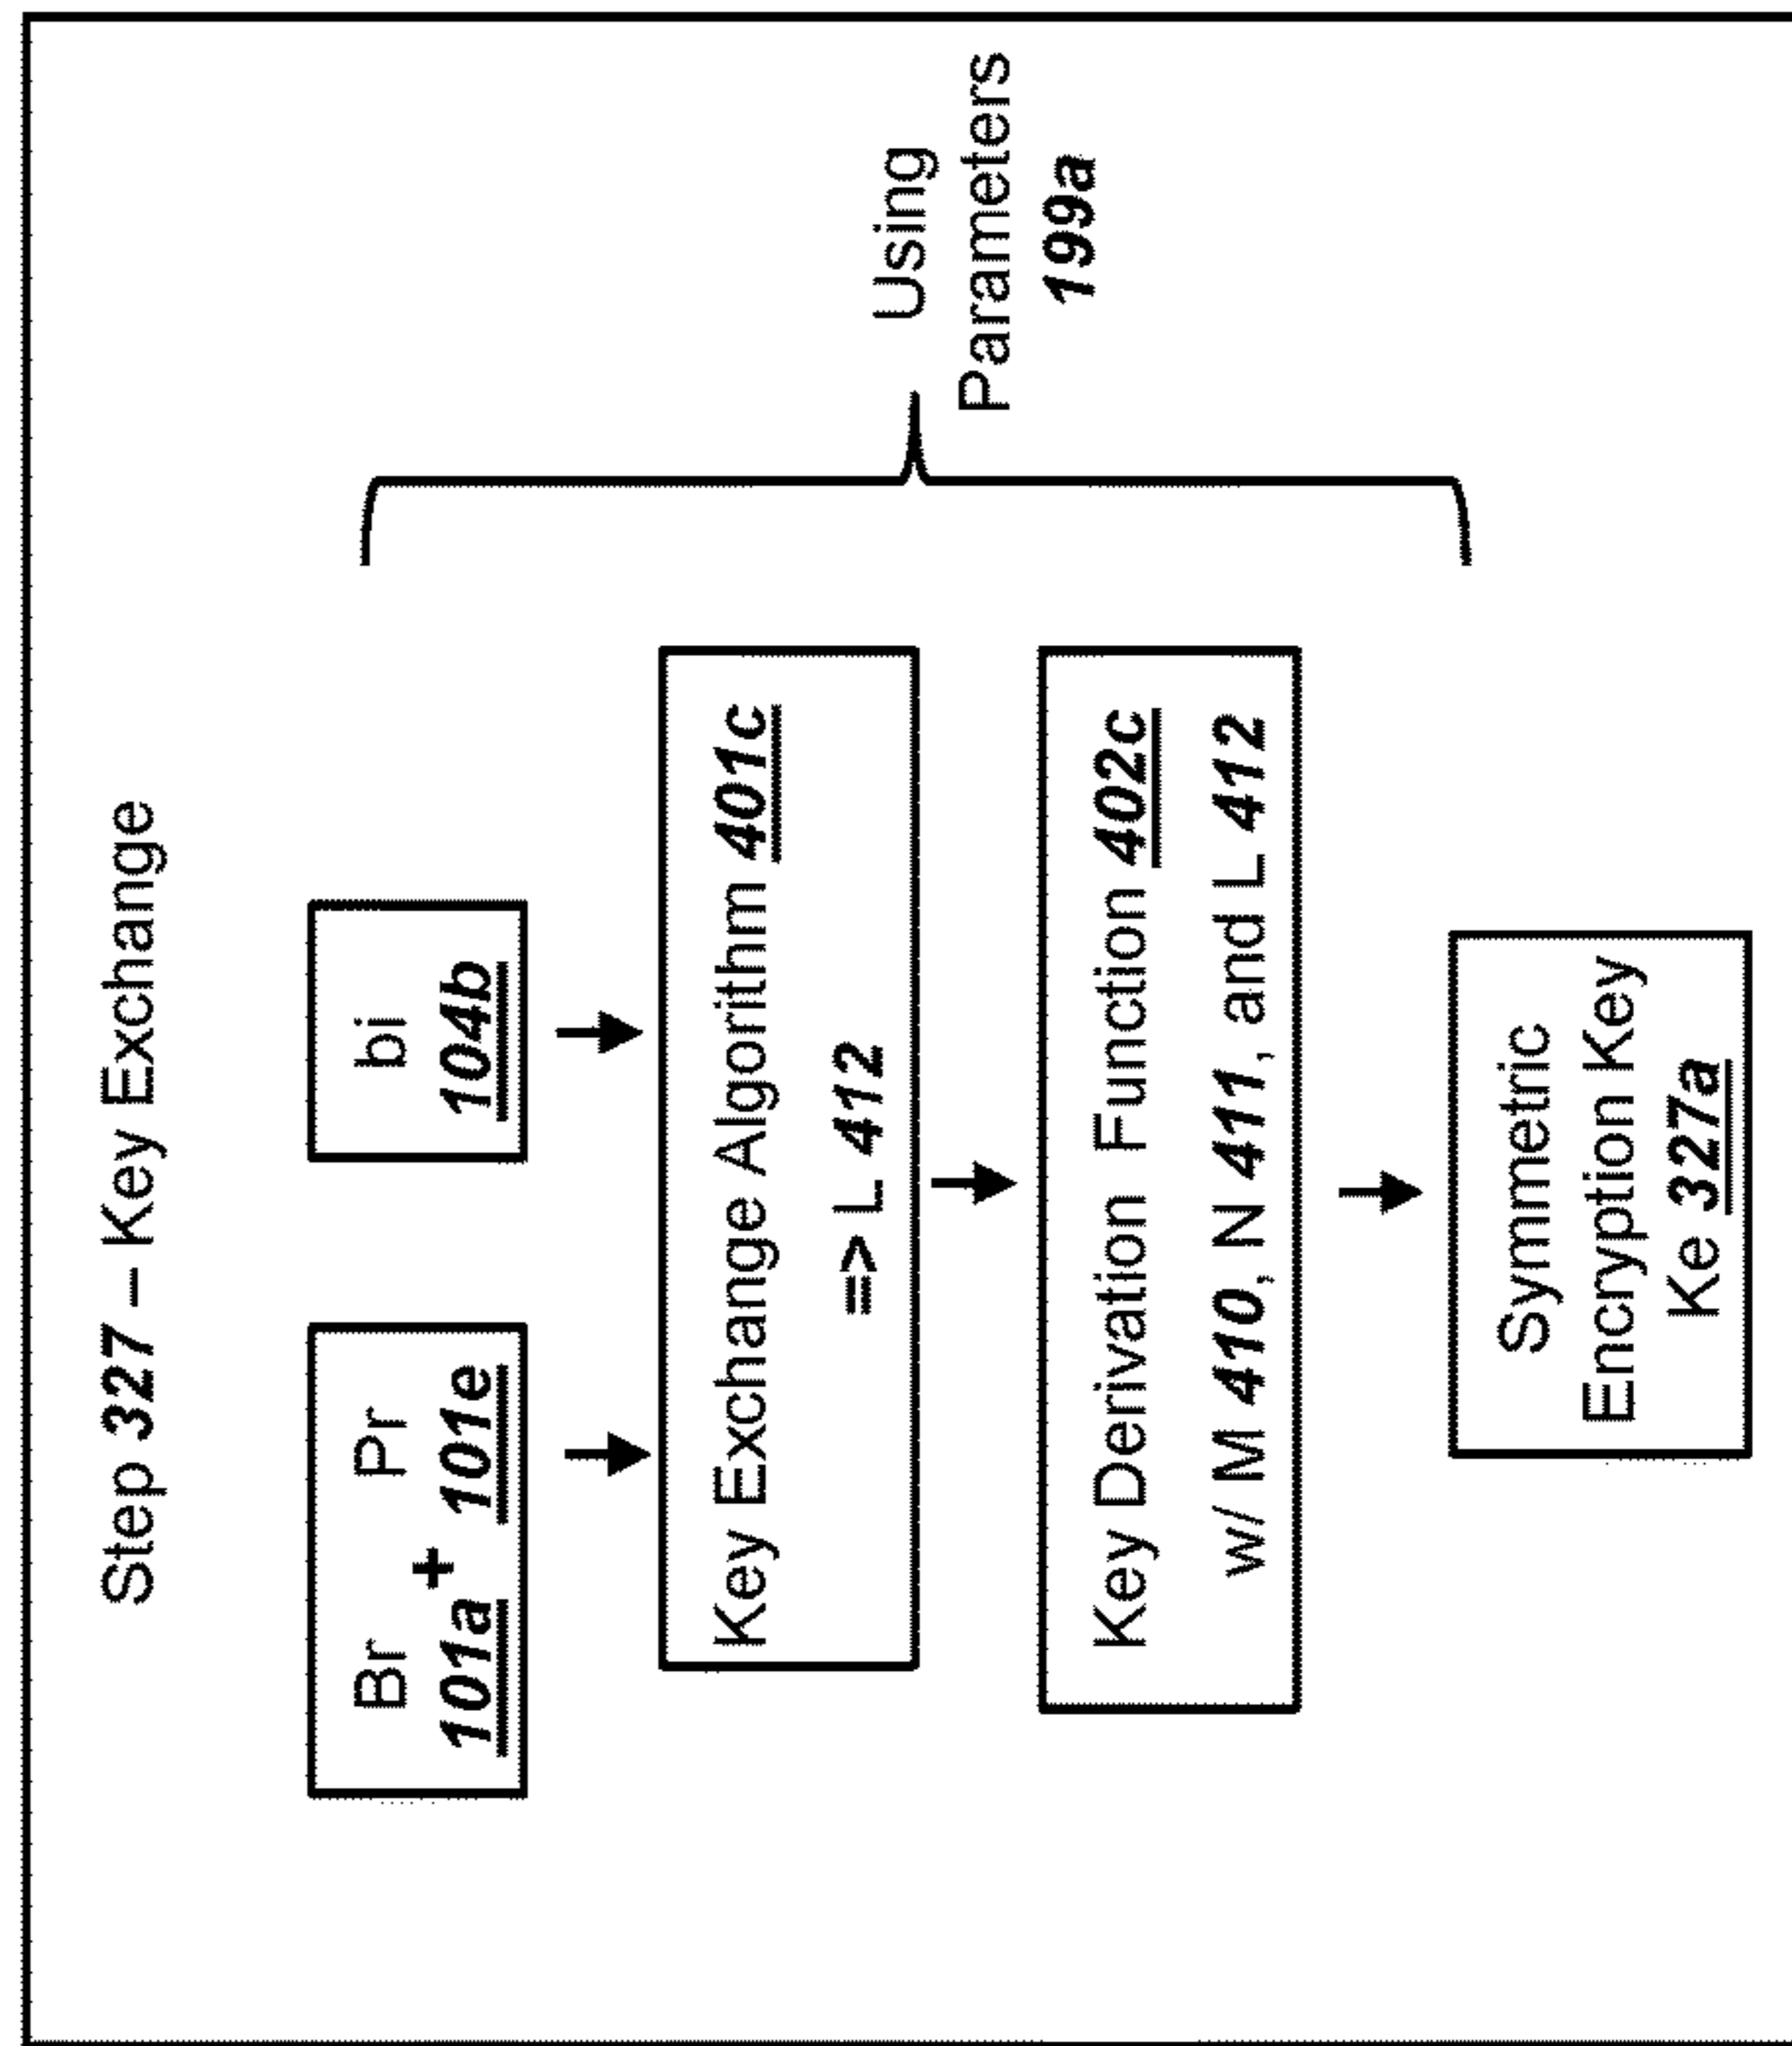 Step 327 – Key Exchange
Br Pr
101a + 101e
bi
104b
Key Exchange Algorithm 401c
=> L 412
Key Derivation Function 402c
w/ M 410, N 411, and L 412
Symmetric
Encryption Key
Ke 327a
Using
Parameters
199a